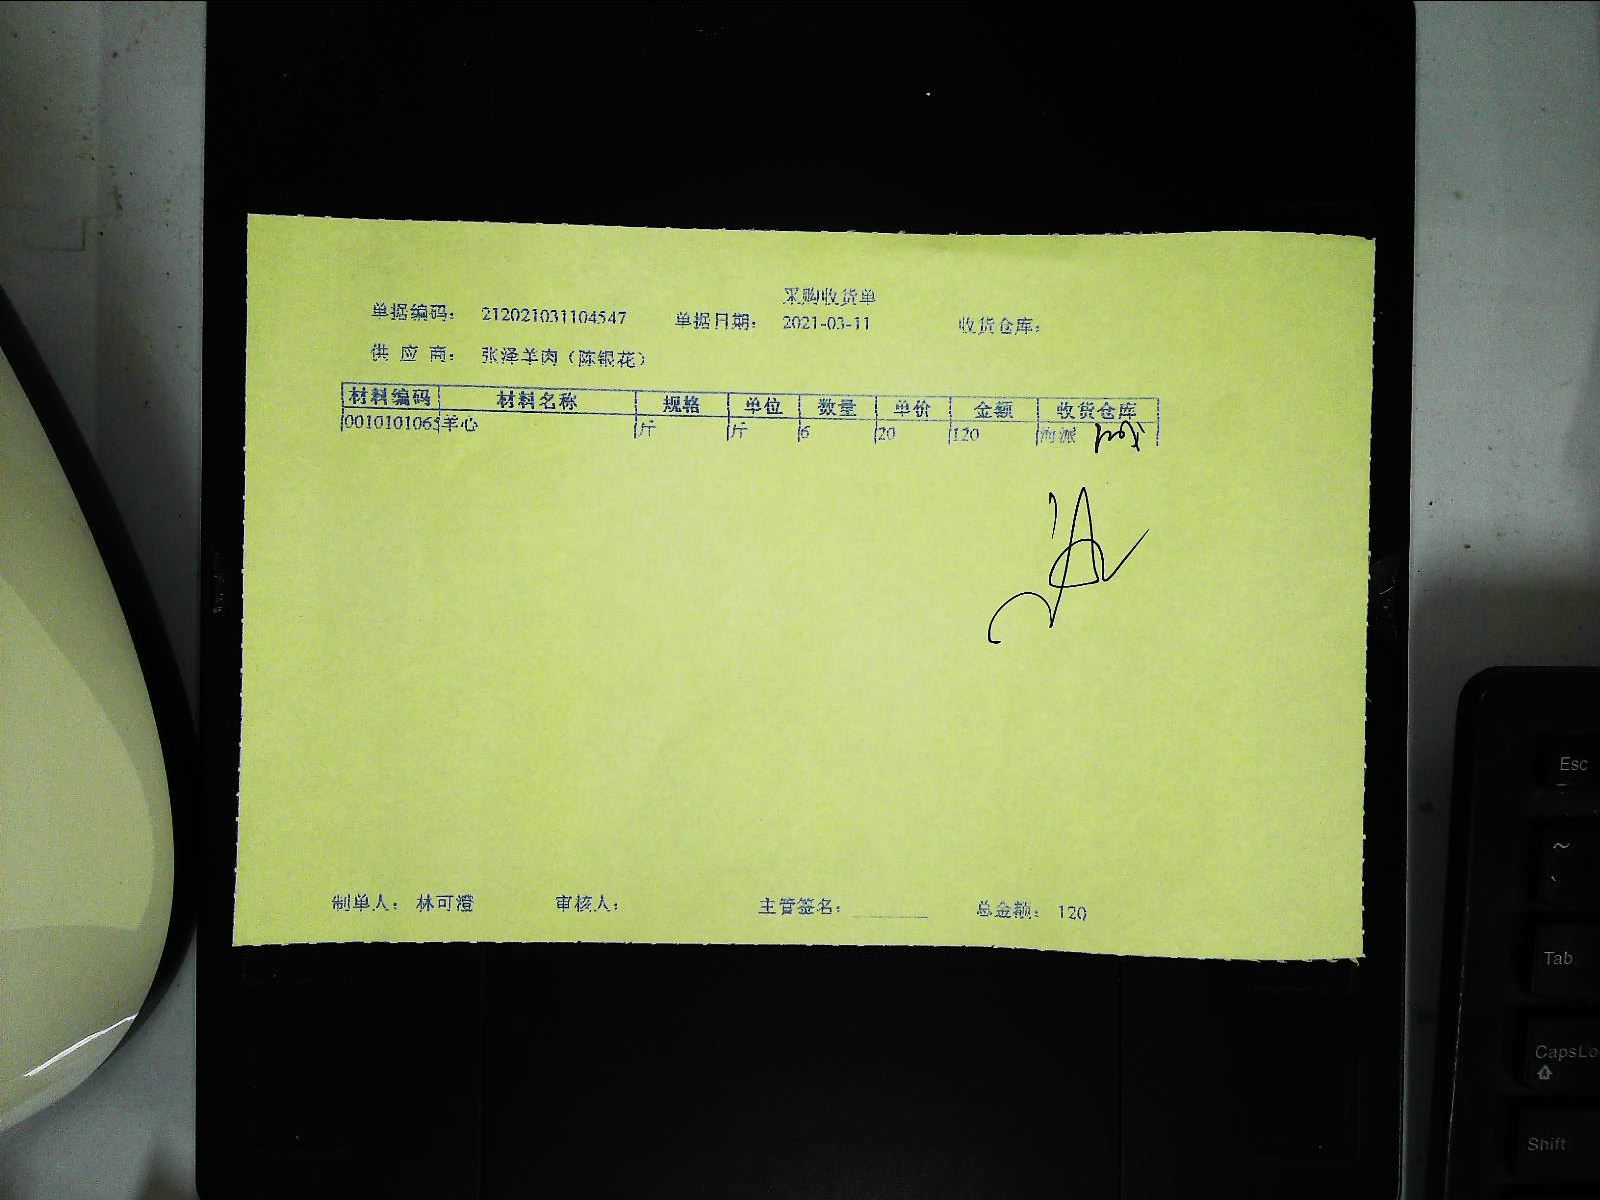 采购收货单
单据编码： 212021031104547 单据日期： 2021-03-11 收货仓库：
供 应 商： 张泽羊肉（陈银花）
材料编码 材料名称 规格 单位 数量 单价 金额 收货仓库
0010101065 羊心 斤 斤 6 20 120 海派
制单人： 林可澄 审核人： 主管签名： 总金额： 120
Esc
~
Tab
CapsLo
Shift